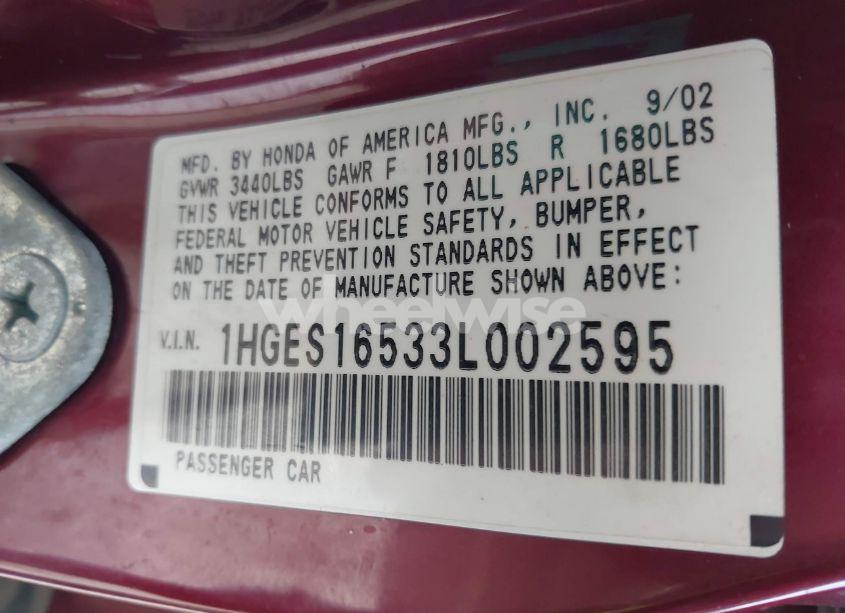 MFD. BY HONDA OF AMERICA MFG., INC. 9/02
GVWR 3440LBS GAWR F 1810LBS R 1680LBS
THIS VEHICLE CONFORMS TO ALL APPLICABLE
FEDERAL MOTOR VEHICLE SAFETY, BUMPER,
AND THEFT PREVENTION STANDARDS IN EFFECT
ON THE DATE OF MANUFACTURE SHOWN ABOVE:
wheelwise
V.I.N. 1HGES16533L002595
PASSENGER CAR